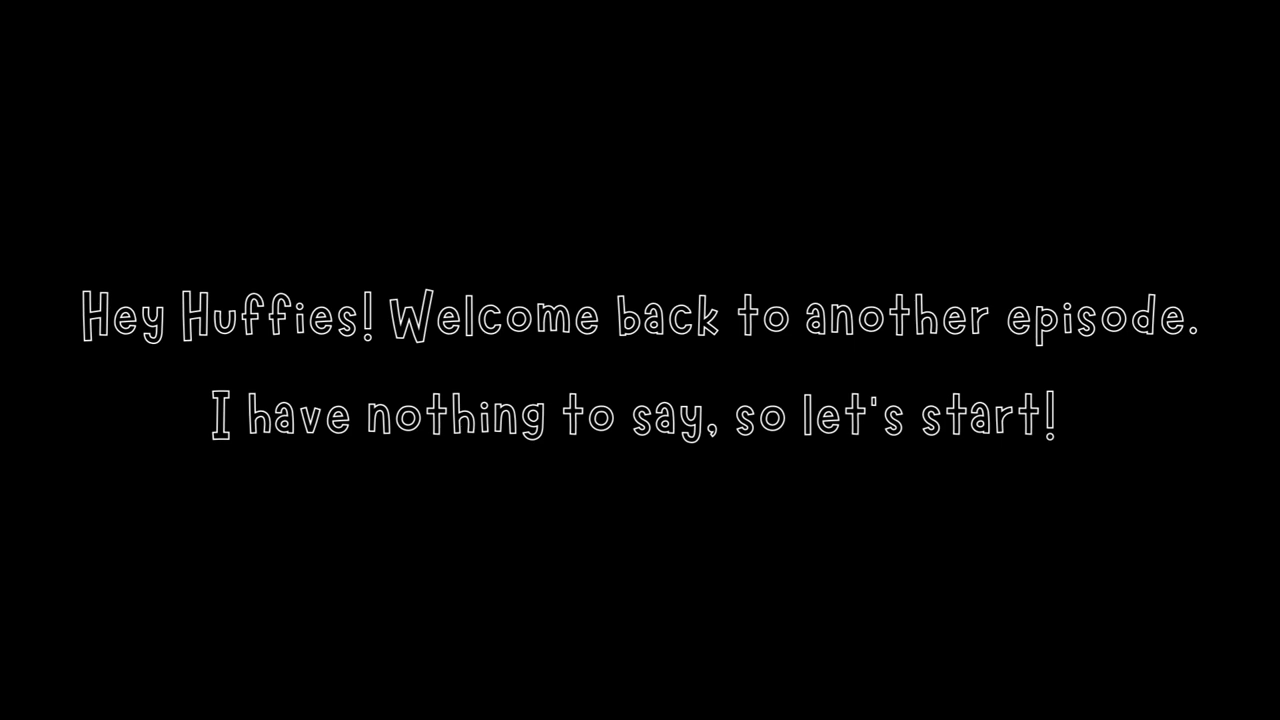 Hey Huffies! Welcome back to another episode.
I have nothing to say, so let's start!